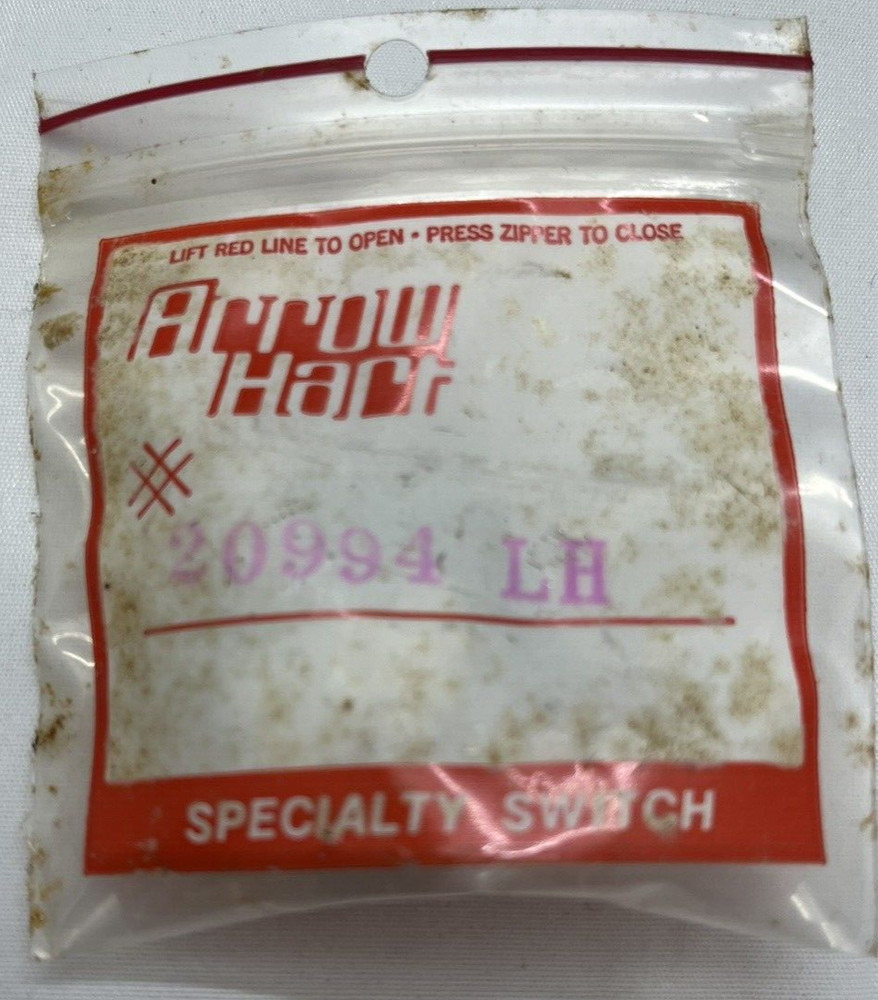 LIFT RED LINE TO OPEN • PRESS ZIPPER TO CLOSE
Arrow
Hart
# 20994 LH
SPECIALTY SWITCH